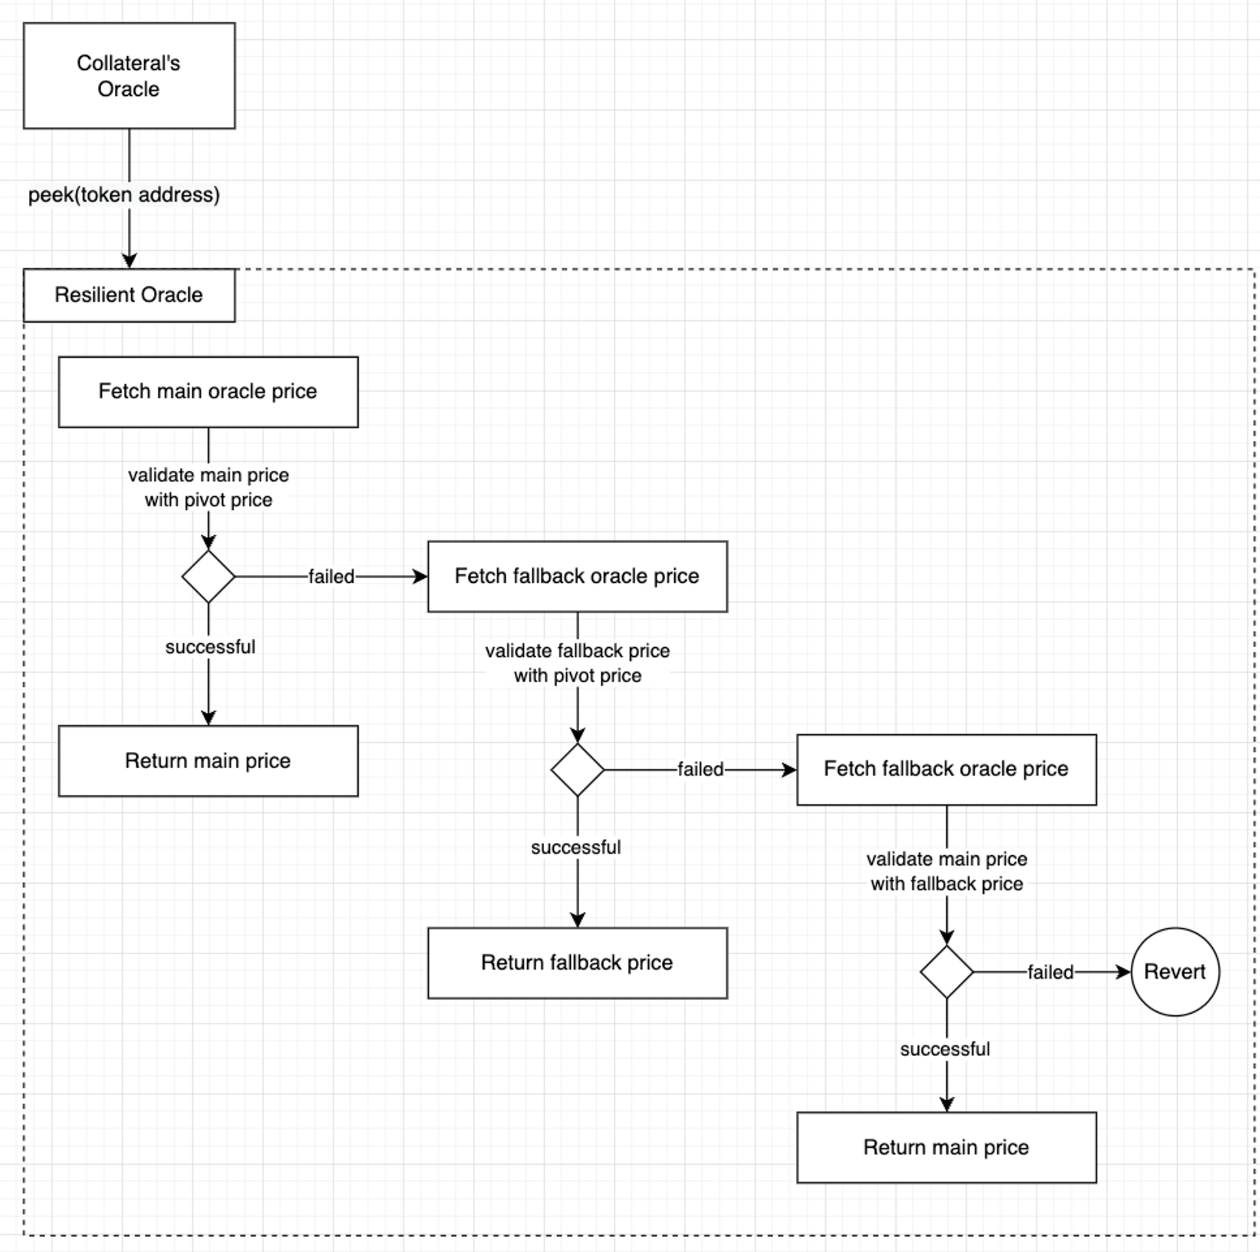 Collateral's
Oracle
peek(token address)
Resilient Oracle
Fetch main oracle price
validate main price
with pivot price
failed
Fetch fallback oracle price
successful
validate fallback price
with pivot price
Return main price
failed
Fetch fallback oracle price
successful
validate main price
with fallback price
Return fallback price
failed
Revert
successful
Return main price